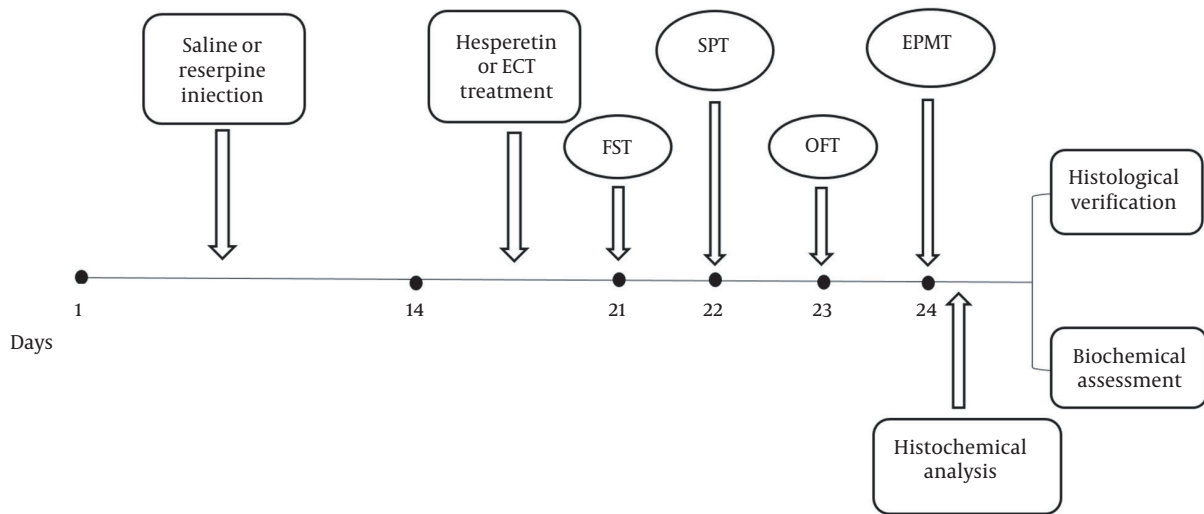 Saline or
reserpine
iniection
Hesperetin
or ECT
treatment
SPT
EPMT
FST
OFT
Histological
verification
1
14
21
22
23
24
Days
Biochemical
assessment
Histochemical
analysis